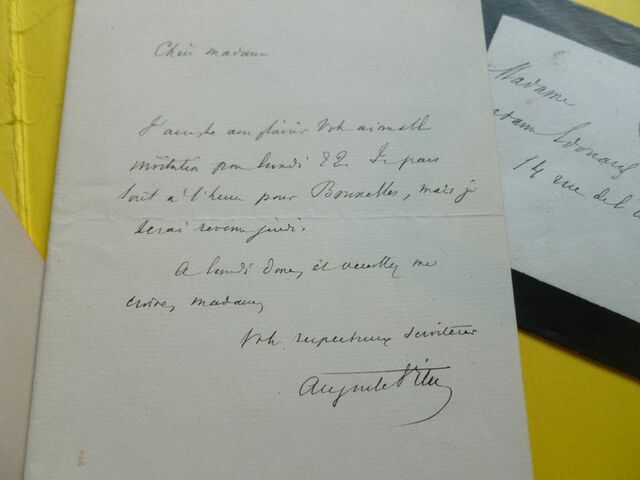 Chère madame
J'accepte avec plaisir Votre aimable
invitation pour lundi 22. Je pars
tout à l'heure pour Bruxelles, mais je
serai revenu jeudi.
A lundi donc, et veuillez me
croire, madame,
Votre respectueux serviteur
Auguste Vitu
Madame
14 rue de